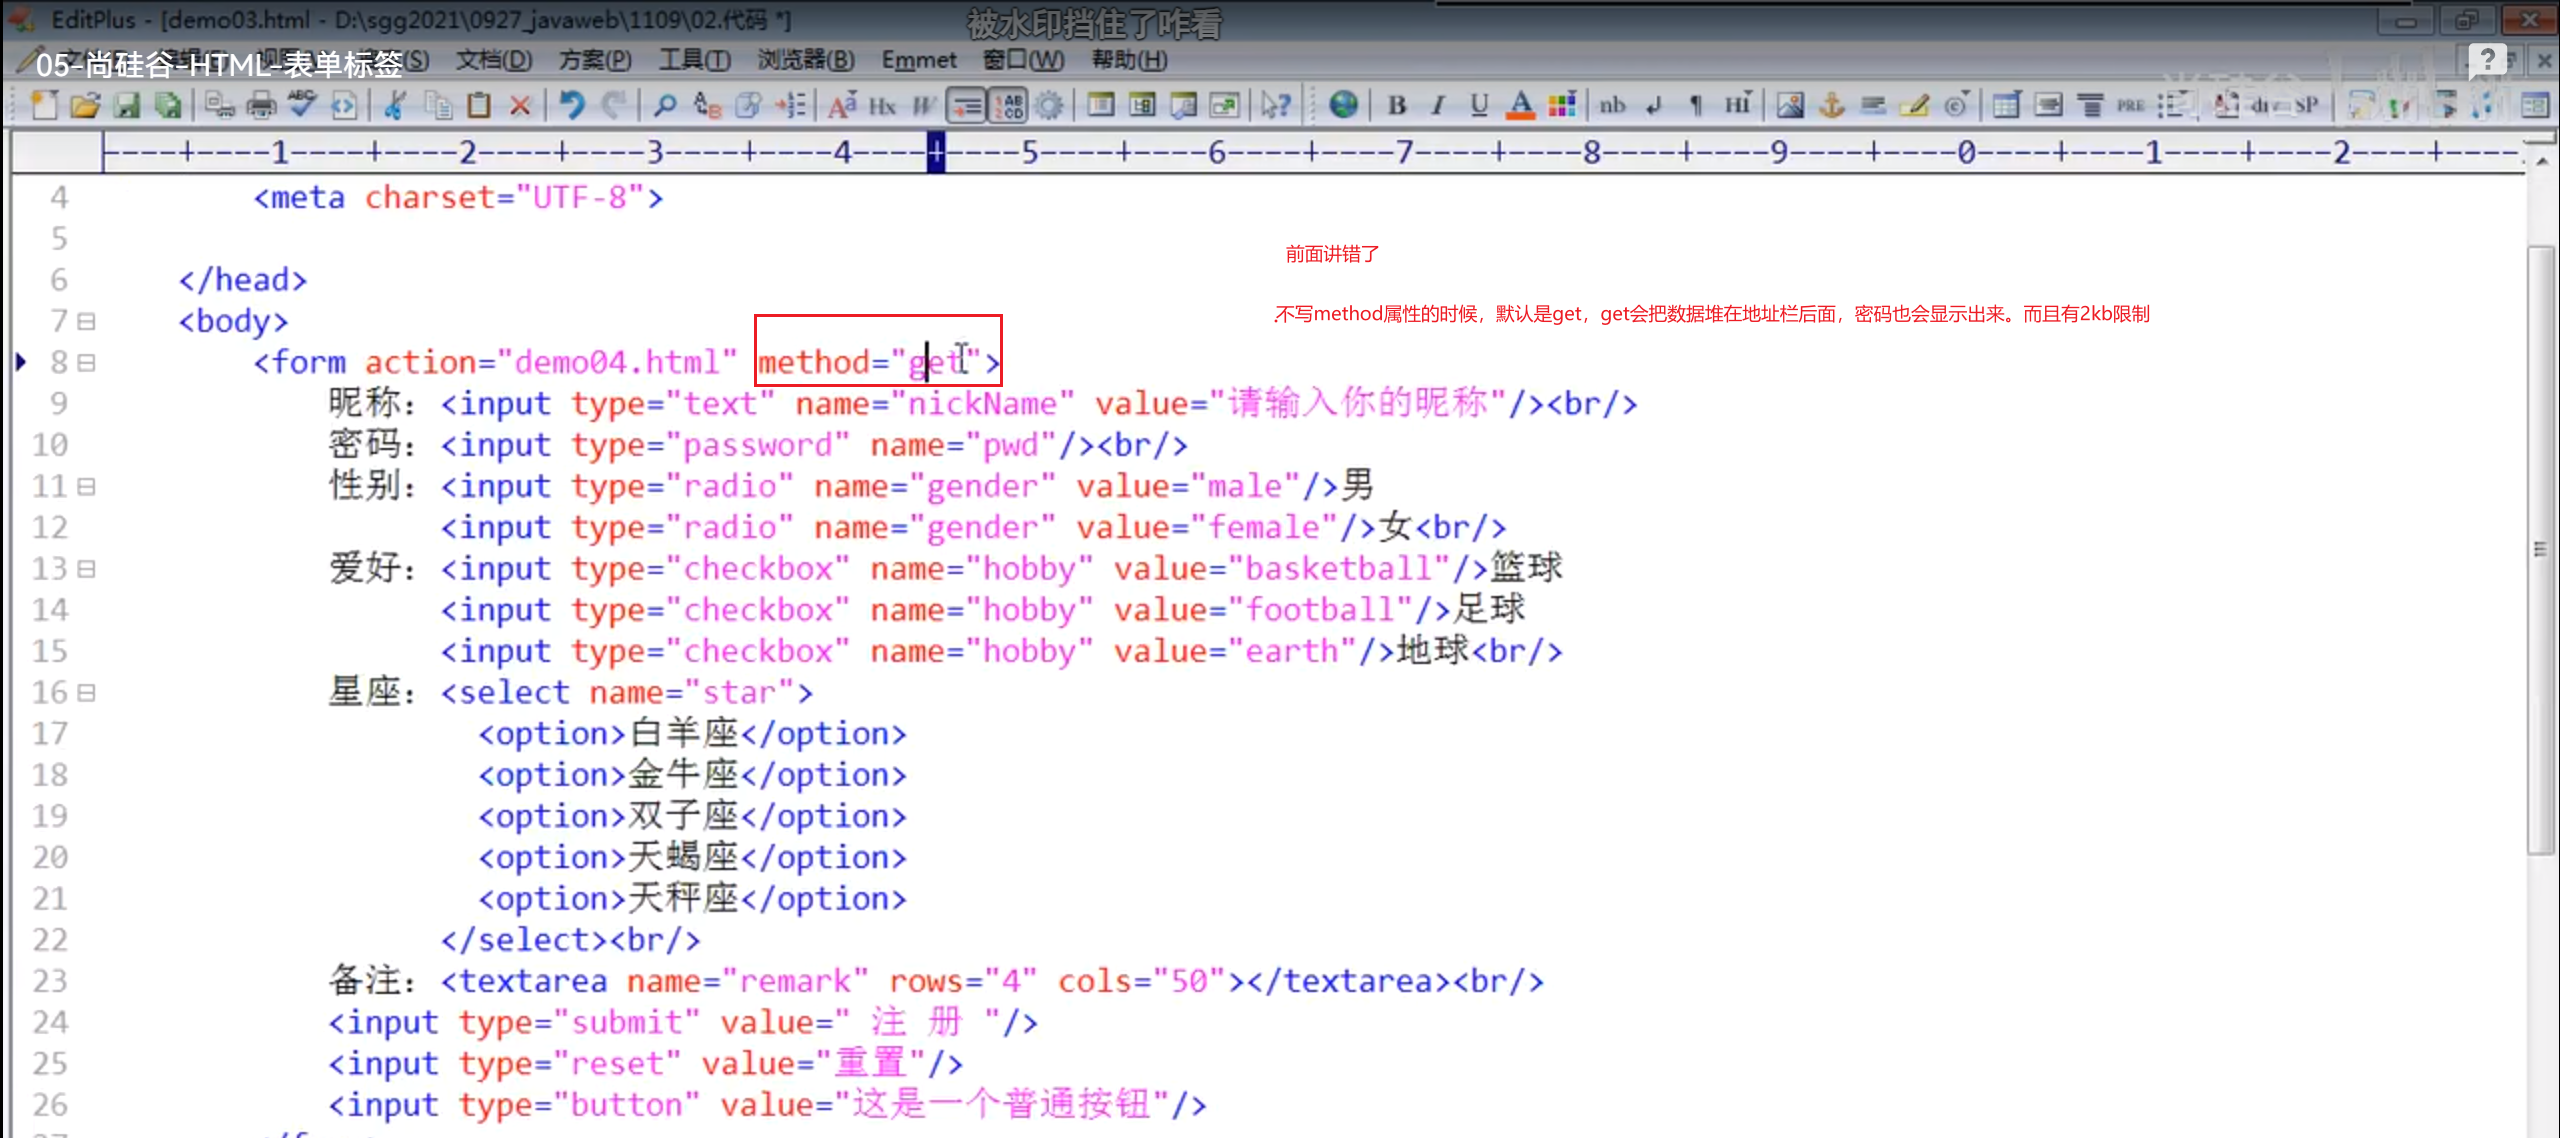 EditPlus - [demo03.html - D:\sgg2021\0927_javaweb\1109\02.代码 *]
被水印挡住了咋看
05-尚硅谷-HTML-表单标签
(S) 文档(D) 方案(P) 工具(T) 浏览器(B) Emmet 窗口(W) 帮助(H)
----+----1----+----2----+----3----+----4----+----5----+----6----+----7----+----8----+----9----+----0----+----1----+----2----+----
4 <meta charset="UTF-8">
5
前面讲错了
6 </head>
不写method属性的时候，默认是get，get会把数据堆在地址栏后面，密码也会显示出来。而且有2kb限制
7 <body>
8 <form action="demo04.html" method="get">
9 昵称：<input type="text" name="nickName" value="请输入你的昵称"/><br/>
10 密码：<input type="password" name="pwd"/><br/>
11 性别：<input type="radio" name="gender" value="male"/>男
12 <input type="radio" name="gender" value="female"/>女<br/>
13 爱好：<input type="checkbox" name="hobby" value="basketball"/>篮球
14 <input type="checkbox" name="hobby" value="football"/>足球
15 <input type="checkbox" name="hobby" value="earth"/>地球<br/>
16 星座：<select name="star">
17 <option>白羊座</option>
18 <option>金牛座</option>
19 <option>双子座</option>
20 <option>天蝎座</option>
21 <option>天秤座</option>
22 </select><br/>
23 备注：<textarea name="remark" rows="4" cols="50"></textarea><br/>
24 <input type="submit" value=" 注 册 "/>
25 <input type="reset" value="重置"/>
26 <input type="button" value="这是一个普通按钮"/>